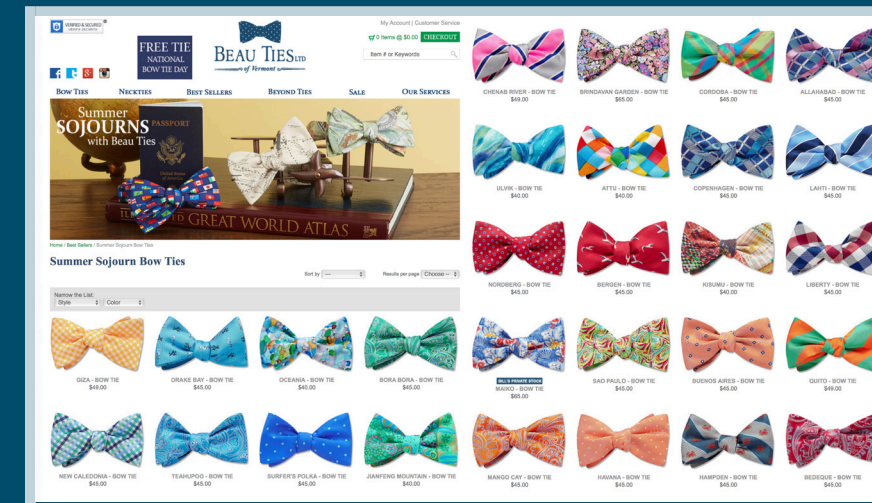 VERIFIED & SECURED
My Account | Customer Service
0 Items @ $0.00 CHECKOUT
Item # or Keywords
FREE TIE
NATIONAL
BOW TIE DAY
BEAU TIES LTD
of Vermont
BOW TIES NECKTIES BEST SELLERS BEYOND TIES SALE OUR SERVICES
Summer
SOJOURNS
with Beau Ties
PASSPORT
United States
of America
GREAT WORLD ATLAS
Home / Best Sellers / Summer Sojourn Bow Ties
Summer Sojourn Bow Ties
Sort by --- Results per page Choose --
Narrow the List:
Style Color
GIZA - BOW TIE
$49.00
DRAKE BAY - BOW TIE
$45.00
OCEANIA - BOW TIE
$40.00
BORA BORA - BOW TIE
$45.00
NEW CALEDONIA - BOW TIE
$45.00
TEAHUPOO - BOW TIE
$45.00
SURFER'S POLKA - BOW TIE
$45.00
JIANFENG MOUNTAIN - BOW TIE
$40.00
CHENAB RIVER - BOW TIE
$49.00
BRINDAVAN GARDEN - BOW TIE
$65.00
CORDOBA - BOW TIE
$45.00
ALLAHABAD - BOW TIE
$45.00
ULVIK - BOW TIE
$40.00
ATTU - BOW TIE
$40.00
COPENHAGEN - BOW TIE
$45.00
LAHTI - BOW TIE
$45.00
NORDBERG - BOW TIE
$45.00
BERGEN - BOW TIE
$45.00
KISUMU - BOW TIE
$40.00
LIBERTY - BOW TIE
$45.00
BILL'S PRIVATE STOCK
MAIKO - BOW TIE
$65.00
SAO PAULO - BOW TIE
$45.00
BUENOS AIRES - BOW TIE
$45.00
QUITO - BOW TIE
$49.00
MANGO CAY - BOW TIE
$45.00
HAVANA - BOW TIE
$45.00
HAMPDEN - BOW TIE
$45.00
BEDEQUE - BOW TIE
$45.00